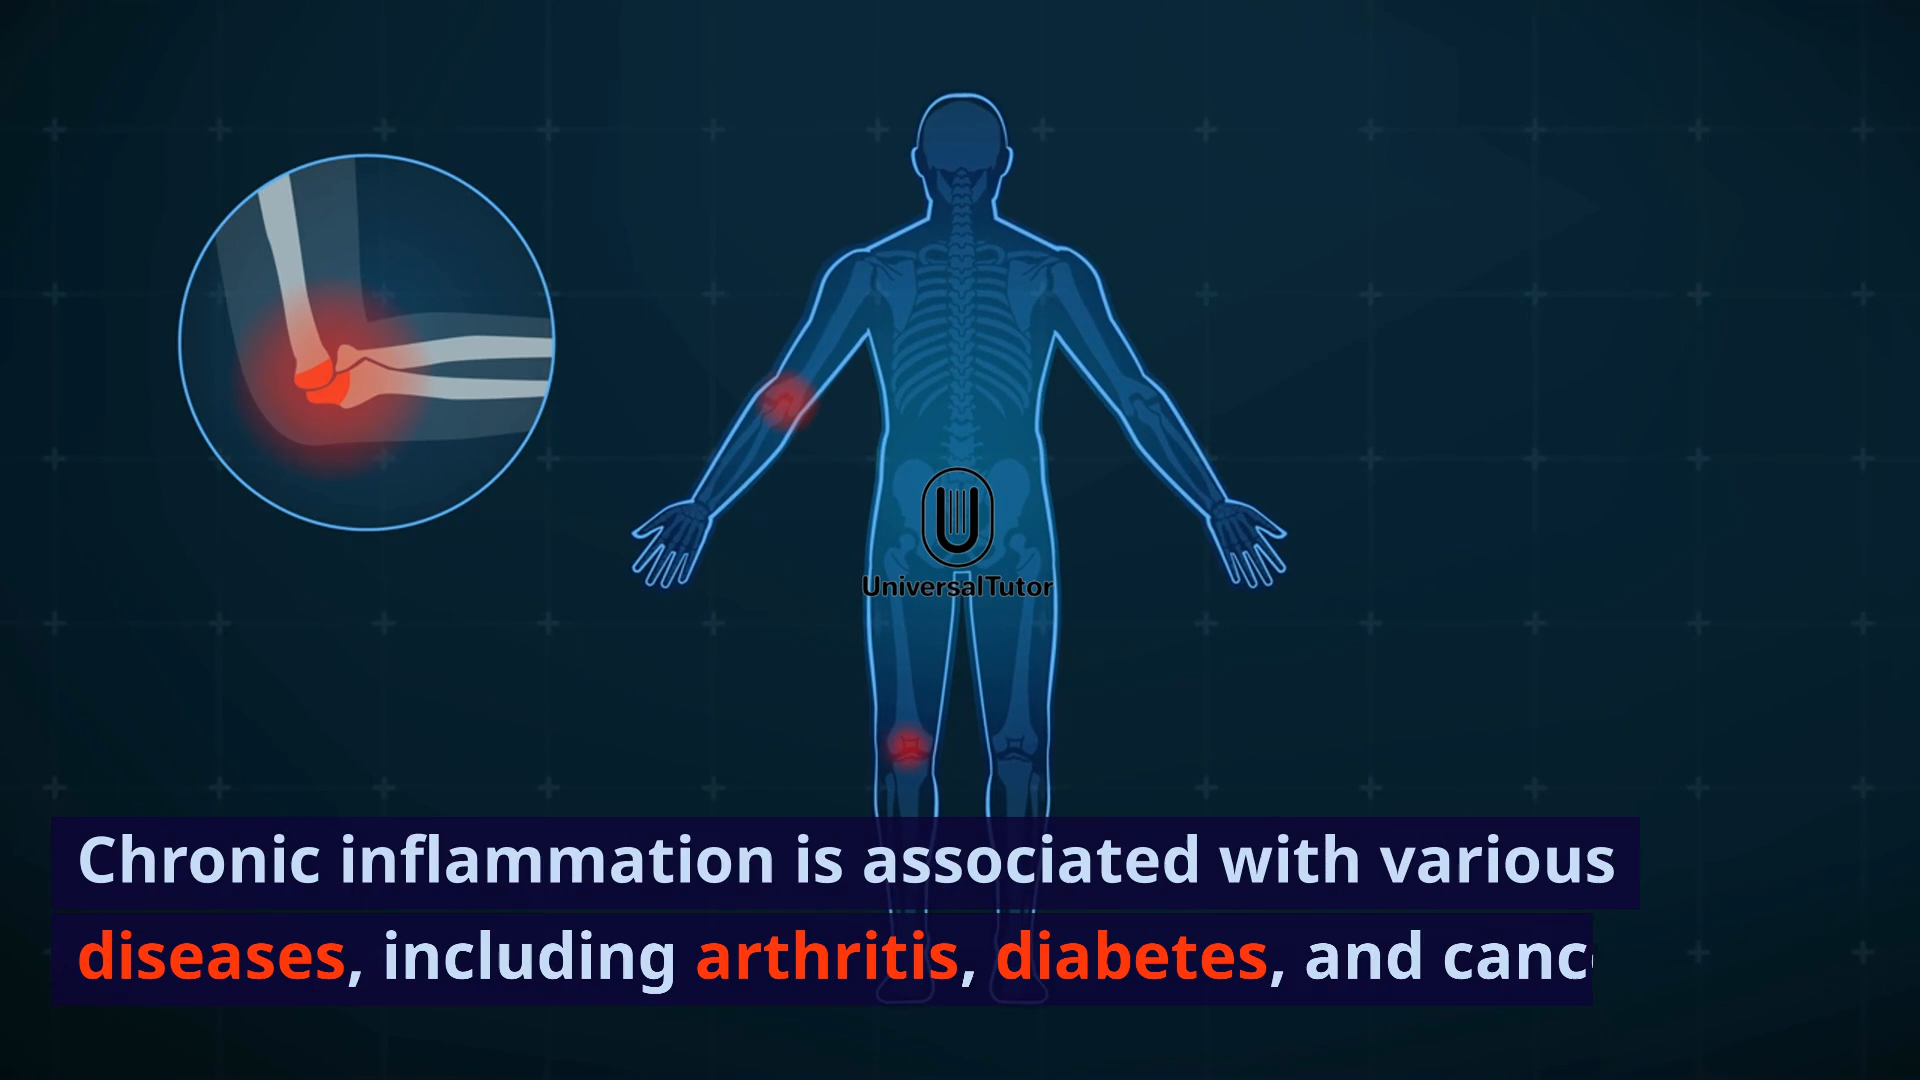 UniversalTutor
Chronic inflammation is associated with various
diseases, including arthritis, diabetes, and canc